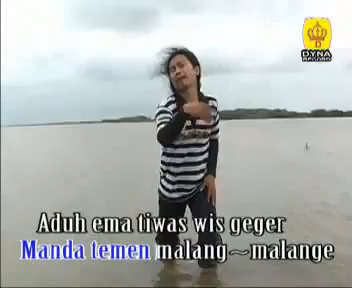 DYNA
RECORD
Aduh ema tiwas wis geger
Manda temen malang~malange